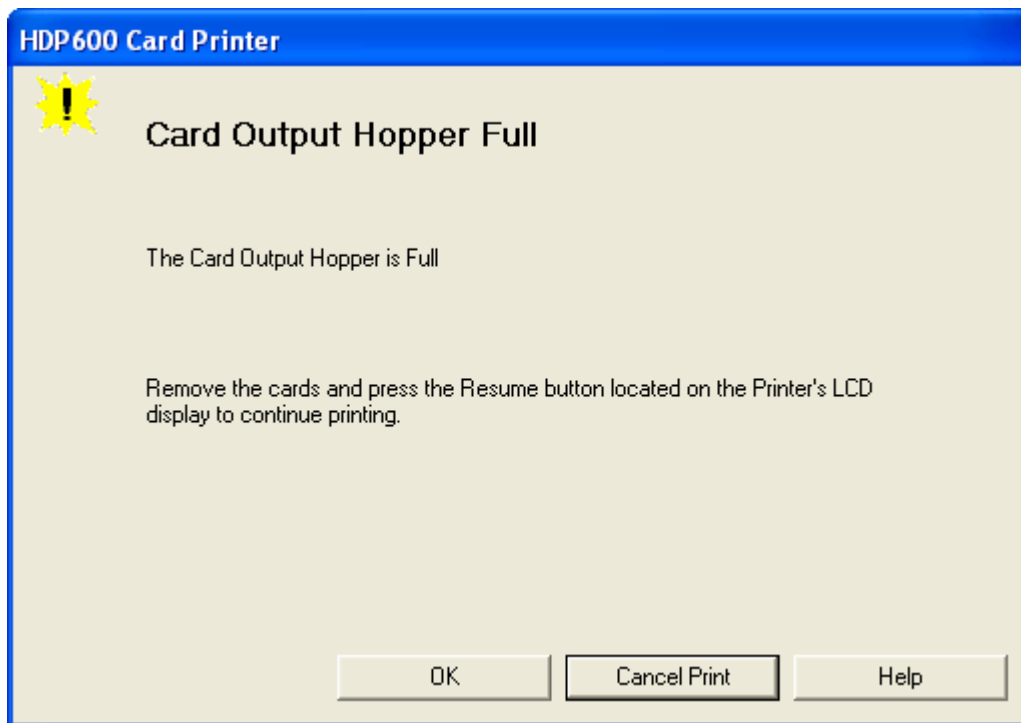 HDP600 Card Printer
!
Card Output Hopper Full
The Card Output Hopper is Full
Remove the cards and press the Resume button located on the Printer's LCD
display to continue printing.
OK
Cancel Print
Help